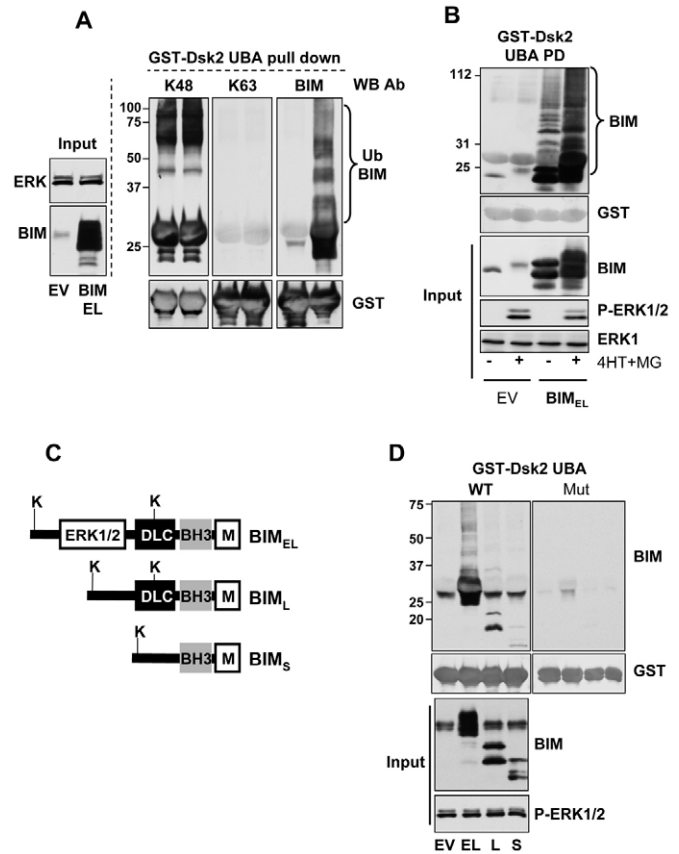 A
GST-Dsk2 UBA pull down
K48 K63 BIM WB Ab
Input
ERK
BIM
EV BIM
EL
100
75
50
37
25
Ub
BIM
GST
B
GST-Dsk2
UBA PD
112
31
25
BIM
GST
Input
BIM
P-ERK1/2
ERK1
- + - + 4HT+MG
EV BIMEL
C
K K
ERK1/2 DLC BH3 M BIMEL
K K
DLC BH3 M BIML
K
BH3 M BIMS
D
GST-Dsk2 UBA
WT Mut
75
50
37
25
20
BIM
GST
Input
BIM
P-ERK1/2
EV EL L S